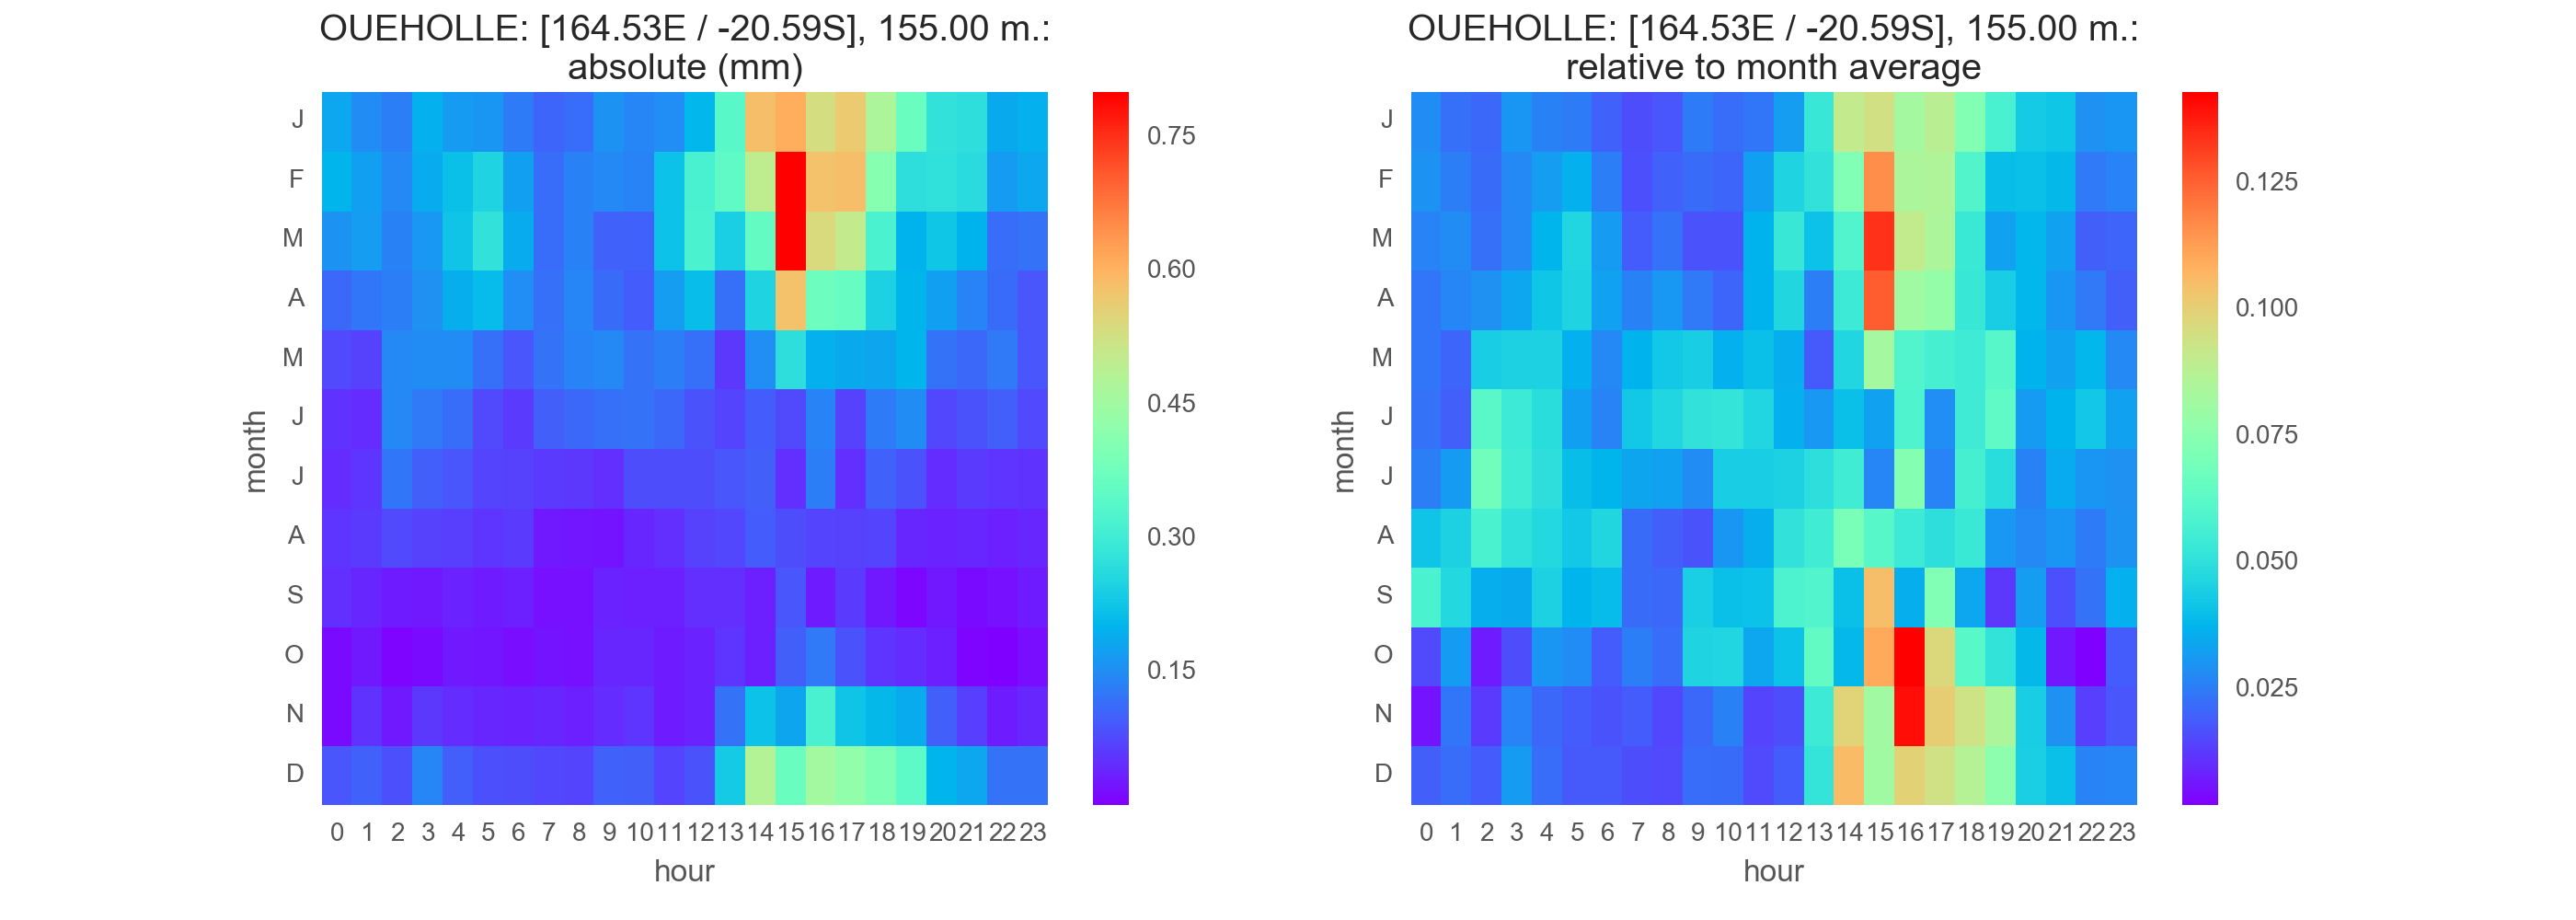 OUEHOLLE: [164.53E / -20.59S], 155.00 m.:
absolute (mm)
J
F
M
A
M
J
J
A
S
O
N
D
month
0 1 2 3 4 5 6 7 8 9 10 11 12 13 14 15 16 17 18 19 20 21 22 23
hour
0.75
0.60
0.45
0.30
0.15
OUEHOLLE: [164.53E / -20.59S], 155.00 m.:
relative to month average
J
F
M
A
M
J
J
A
S
O
N
D
month
0 1 2 3 4 5 6 7 8 9 10 11 12 13 14 15 16 17 18 19 20 21 22 23
hour
0.125
0.100
0.075
0.050
0.025